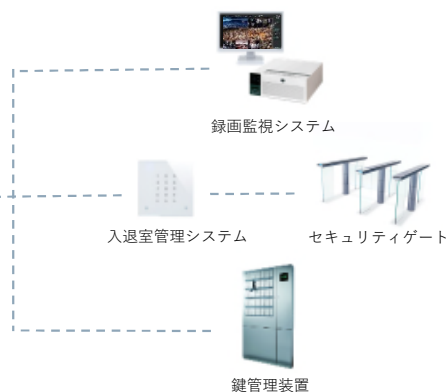 録画監視システム
入退室管理システム
セキュリティゲート
鍵管理装置